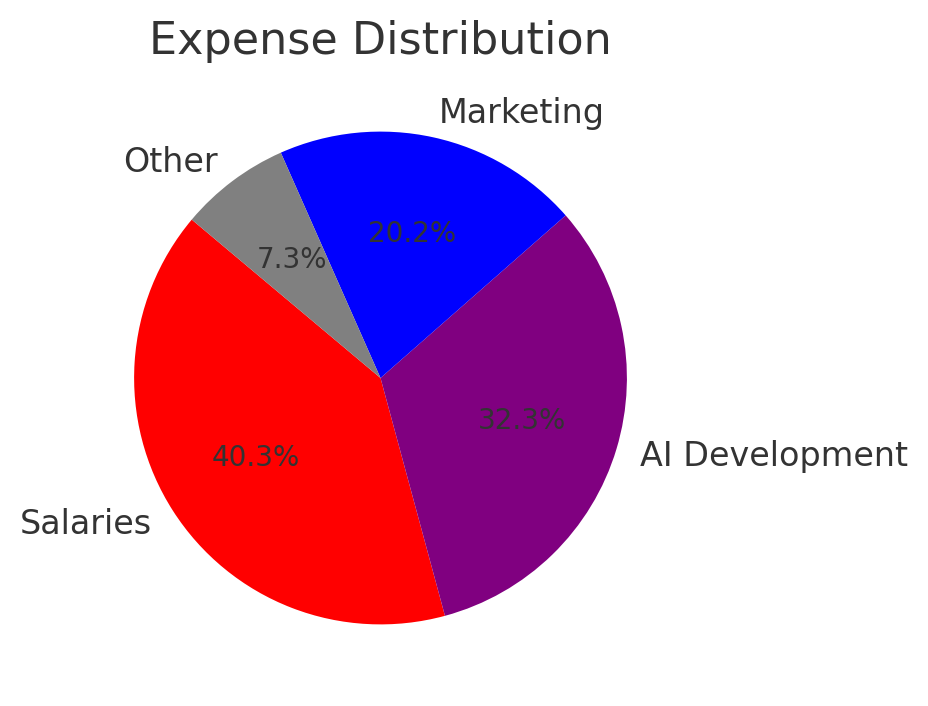 Expense Distribution
Marketing
Other
20.2%
7.3%
32.3%
40.3%
AI Development
Salaries